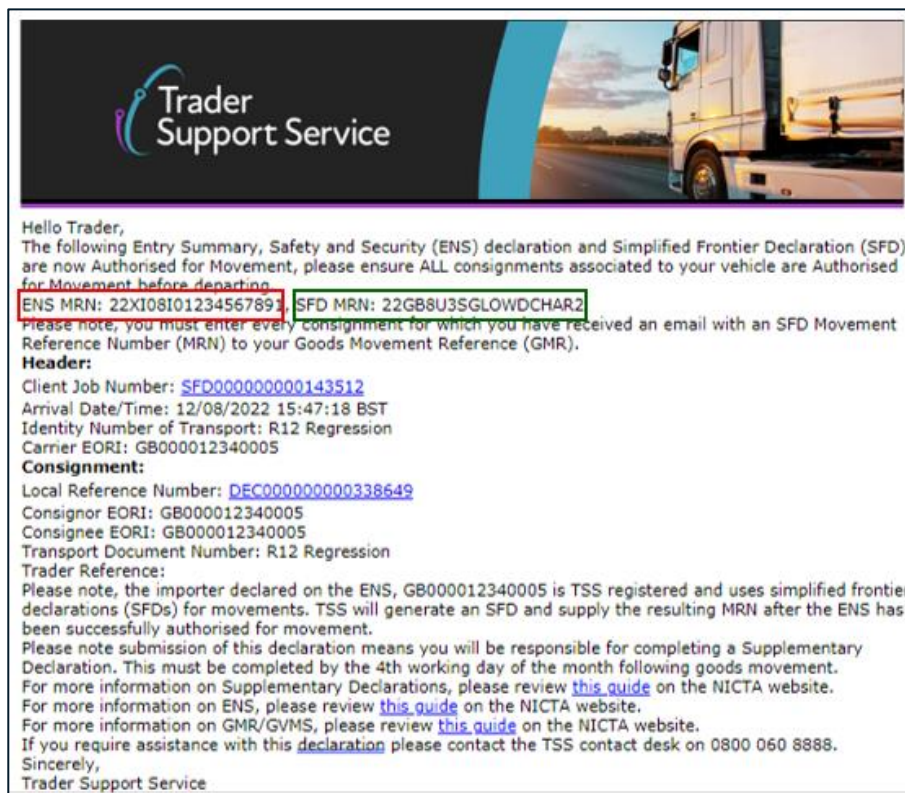 Trader
Support Service
Hello Trader,
The following Entry Summary, Safety and Security (ENS) declaration and Simplified Frontier Declaration (SFD)
are now Authorised for Movement, please ensure ALL consignments associated to your vehicle are Authorised
for Movement before departing
ENS MRN: 22XI08I01234567891, SFD MRN: 22GB8U3SGLOWDCHAR2
Please note, you must enter every consignment for which you have received an email with an SFD Movement
Reference Number (MRN) to your Goods Movement Reference (GMR).
Header:
Client Job Number: SFD000000000143512
Arrival Date/Time: 12/08/2022 15:47:18 BST
Identity Number of Transport: R12 Regression
Carrier EORI: GB000012340005
Consignment:
Local Reference Number: DEC000000000338649
Consignor EORI: GB000012340005
Consignee EORI: GB000012340005
Transport Document Number: R12 Regression
Trader Reference:
Please note, the importer declared on the ENS, GB000012340005 is TSS registered and uses simplified frontier
declarations (SFDs) for movements. TSS will generate an SFD and supply the resulting MRN after the ENS has
been successfully authorised for movement.
Please note submission of this declaration means you will be responsible for completing a Supplementary
Declaration. This must be completed by the 4th working day of the month following goods movement.
For more information on Supplementary Declarations, please review this guide on the NICTA website.
For more information on ENS, please review this guide on the NICTA website.
For more information on GMR/GVMS, please review this guide on the NICTA website.
If you require assistance with this declaration please contact the TSS contact desk on 0800 060 8888.
Sincerely,
Trader Support Service